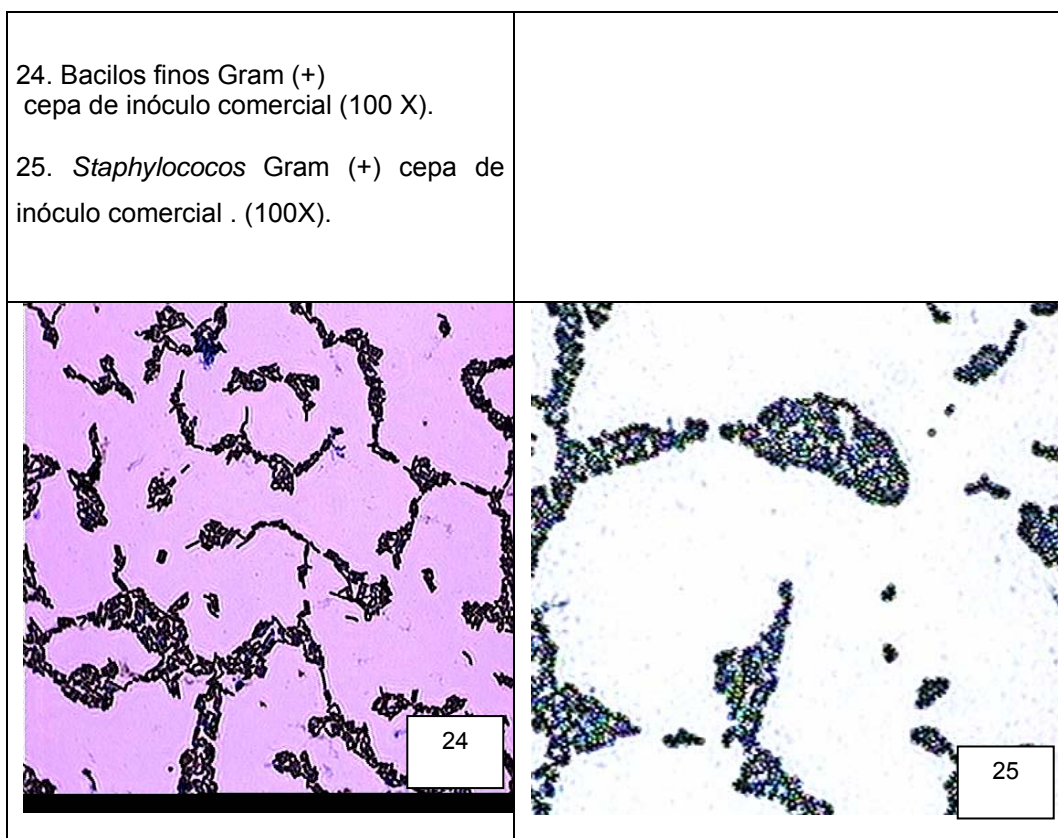 24. Bacilos finos Gram (+)
cepa de inóculo comercial (100 X).
25. Staphylococos Gram (+) cepa de
inóculo comercial . (100X).
24
25